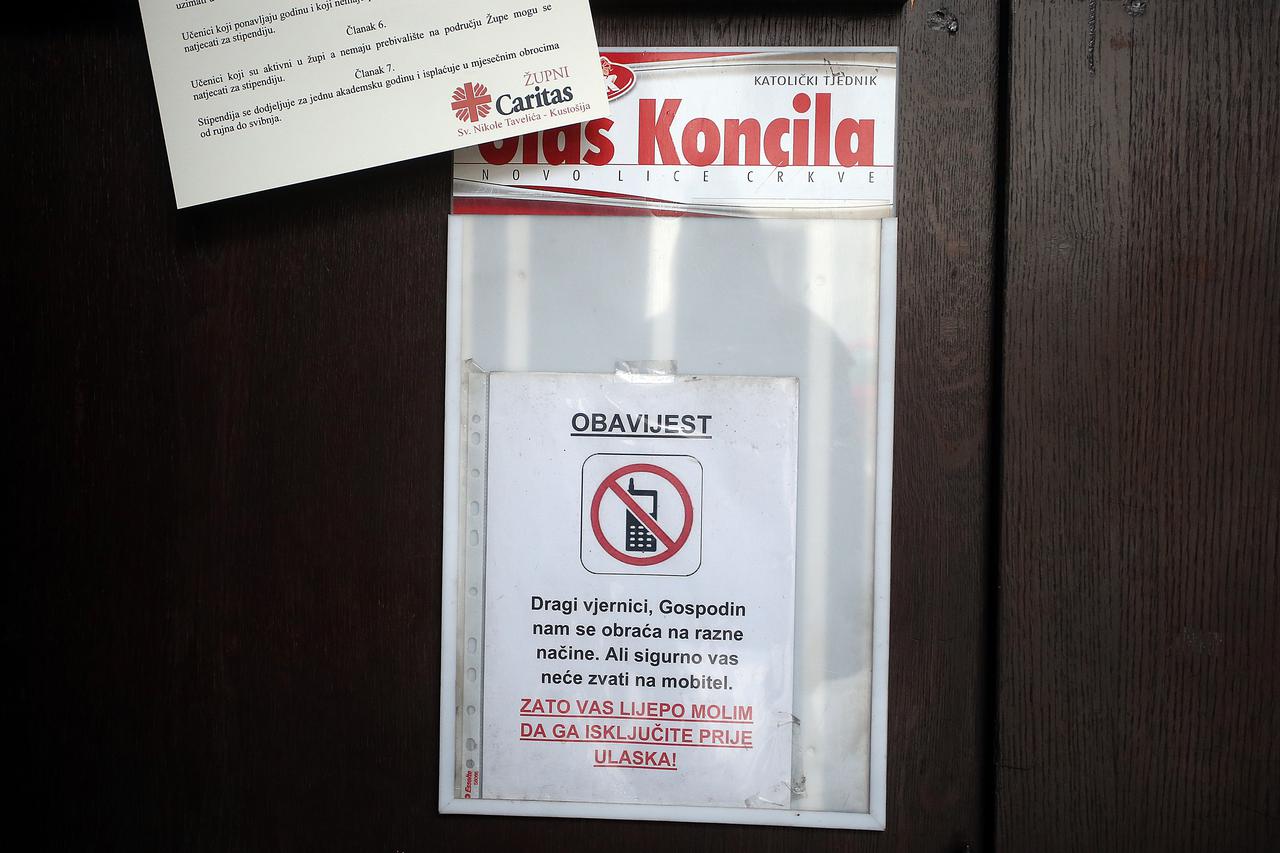 uzimati
Učenici koji ponavljaju godinu i koji
natjecati za stipendiju.
Članak 6.
Učenici koji su aktivni u župi a nemaju prebivalište na području Župe mogu se
natjecati za stipendiju.
Članak 7.
Stipendija se dodjeljuje za jednu akademsku godinu i isplaćuje u mjesečnim obrocima
od rujna do svibnja.
ŽUPNI
Caritas
Sv. Nikole Tavelića - Kustošija
KATOLIČKI TJEDNIK
Koncila
NOVO LICE CRKVE
OBAVIJEST
Dragi vjernici, Gospodin
nam se obraća na razne
načine. Ali sigurno vas
neće zvati na mobitel.
ZATO VAS LIJEPO MOLIM
DA GA ISKLJUČITE PRIJE
ULASKA!
Esselte